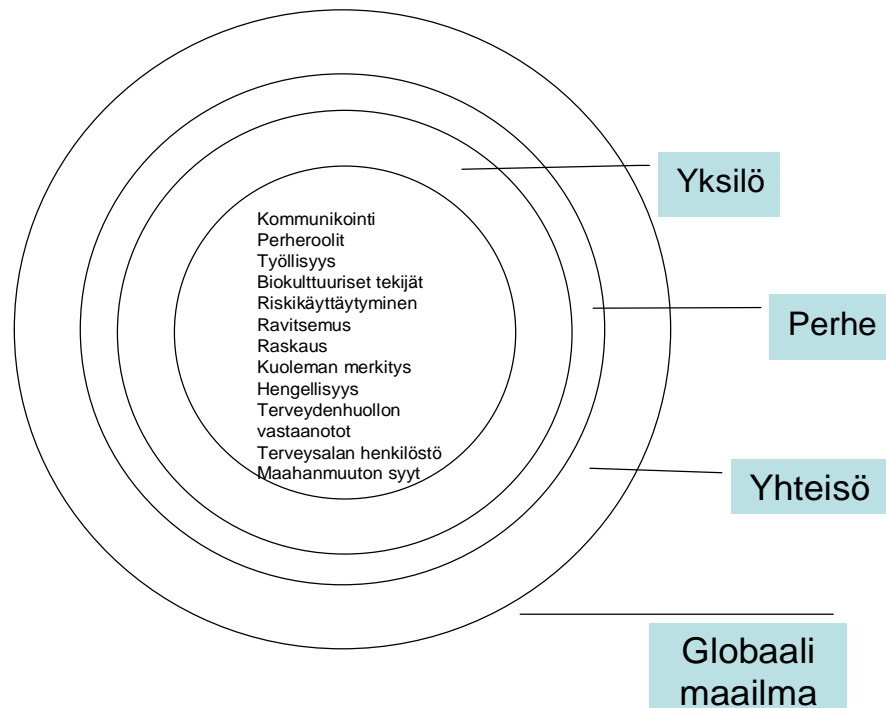 Kommunikointi
Perheroolit
Työllisyys
Biokulttuuriset tekijät
Riskikäyttäytyminen
Ravitsemus
Raskaus
Kuoleman merkitys
Hengellisyys
Terveydenhuollon
vastaanotot
Terveysalan henkilöstö
Maahanmuuton syyt
Yksilö
Perhe
Yhteisö
Globaali
maailma